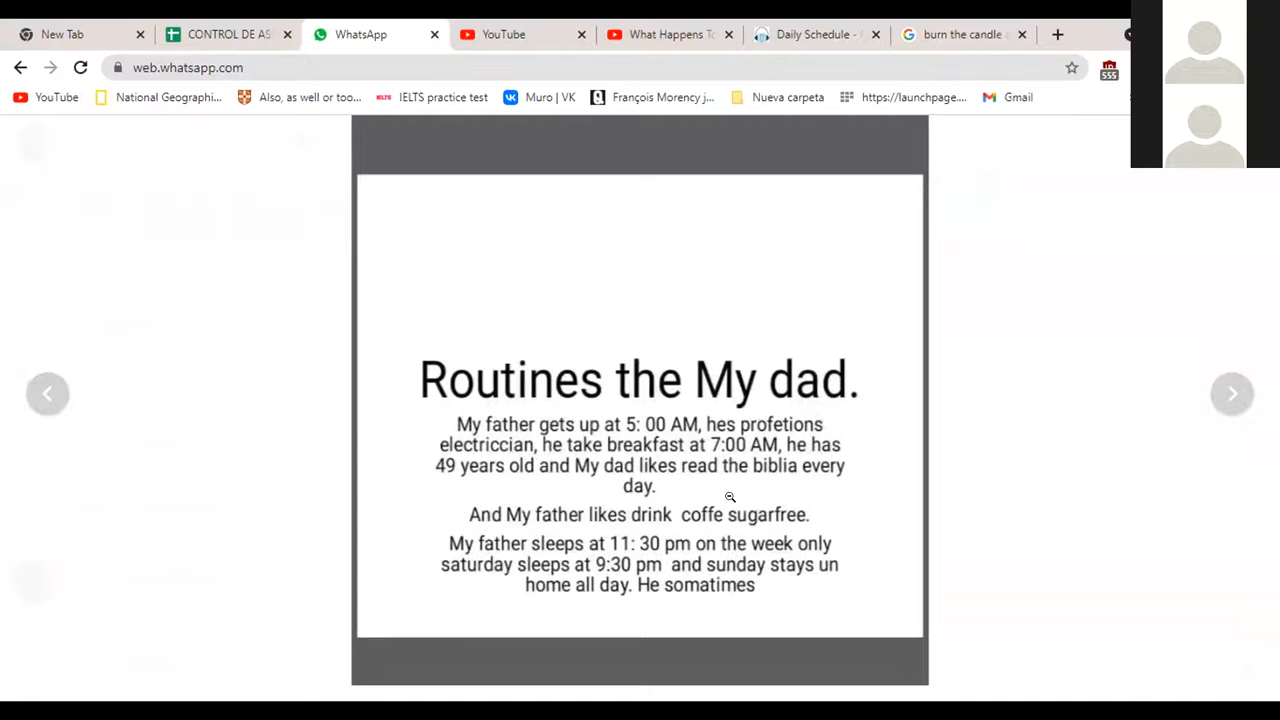 New Tab
CONTROL DE AS
WhatsApp
YouTube
What Happens To
Daily Schedule -
burn the candle
web.whatsapp.com
555
YouTube
National Geographi...
Also, as well or too...
IELTS
IELTS practice test
Muro | VK
François Morency j...
Nueva carpeta
https://launchpage....
Gmail
Routines the My dad.
My father gets up at 5: 00 AM, hes profetions
electriccian, he take breakfast at 7:00 AM, he has
49 years old and My dad likes read the biblia every
day.
And My father likes drink coffe sugarfree.
My father sleeps at 11: 30 pm on the week only
saturday sleeps at 9:30 pm and sunday stays un
home all day. He somatimes